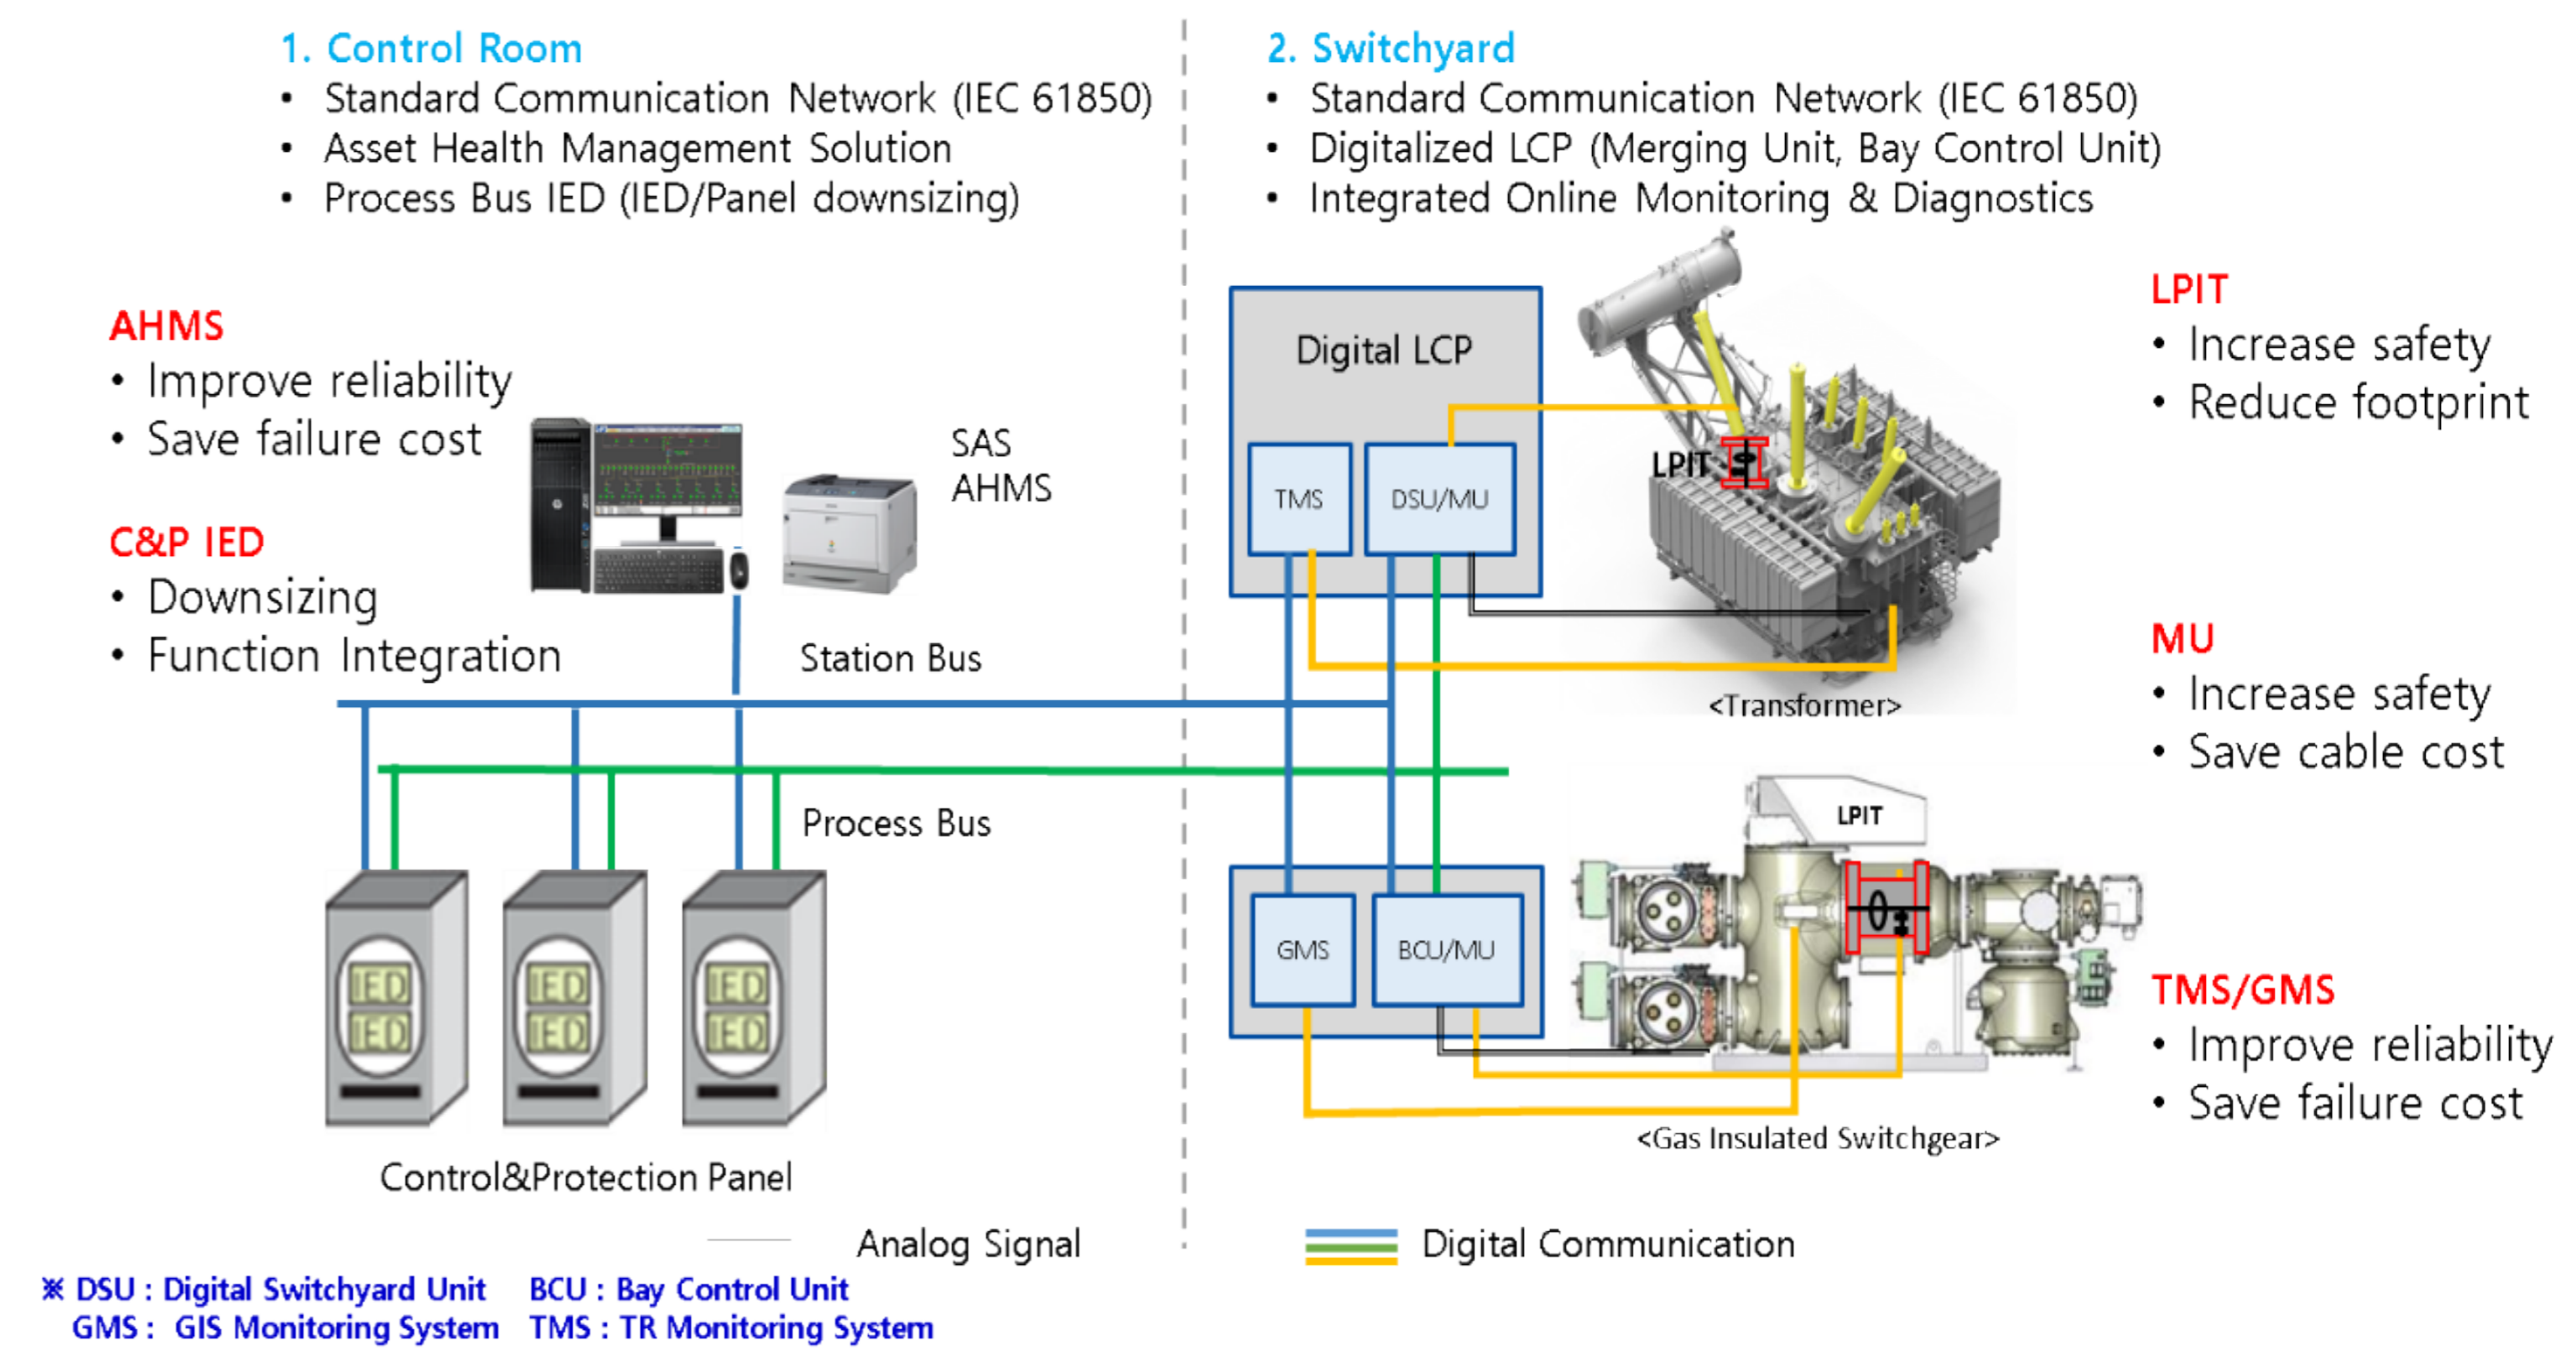 1. Control Room
• Standard Communication Network (IEC 61850)
• Asset Health Management Solution
• Process Bus IED (IED/Panel downsizing)
2. Switchyard
• Standard Communication Network (IEC 61850)
• Digitalized LCP (Merging Unit, Bay Control Unit)
• Integrated Online Monitoring & Diagnostics
AHMS
• Improve reliability
• Save failure cost
C&P IED
• Downsizing
• Function Integration
SAS
AHMS
Station Bus
Process Bus
IED
IED
IED
IED
IED
IED
Control&Protection Panel
Digital LCP
TMS
DSU/MU
LPIT
<Transformer>
GMS
BCU/MU
LPIT
<Gas Insulated Switchgear>
LPIT
• Increase safety
• Reduce footprint
MU
• Increase safety
• Save cable cost
TMS/GMS
• Improve reliability
• Save failure cost
Analog Signal
Digital Communication
※ DSU : Digital Switchyard Unit BCU : Bay Control Unit
GMS : GIS Monitoring System TMS : TR Monitoring System